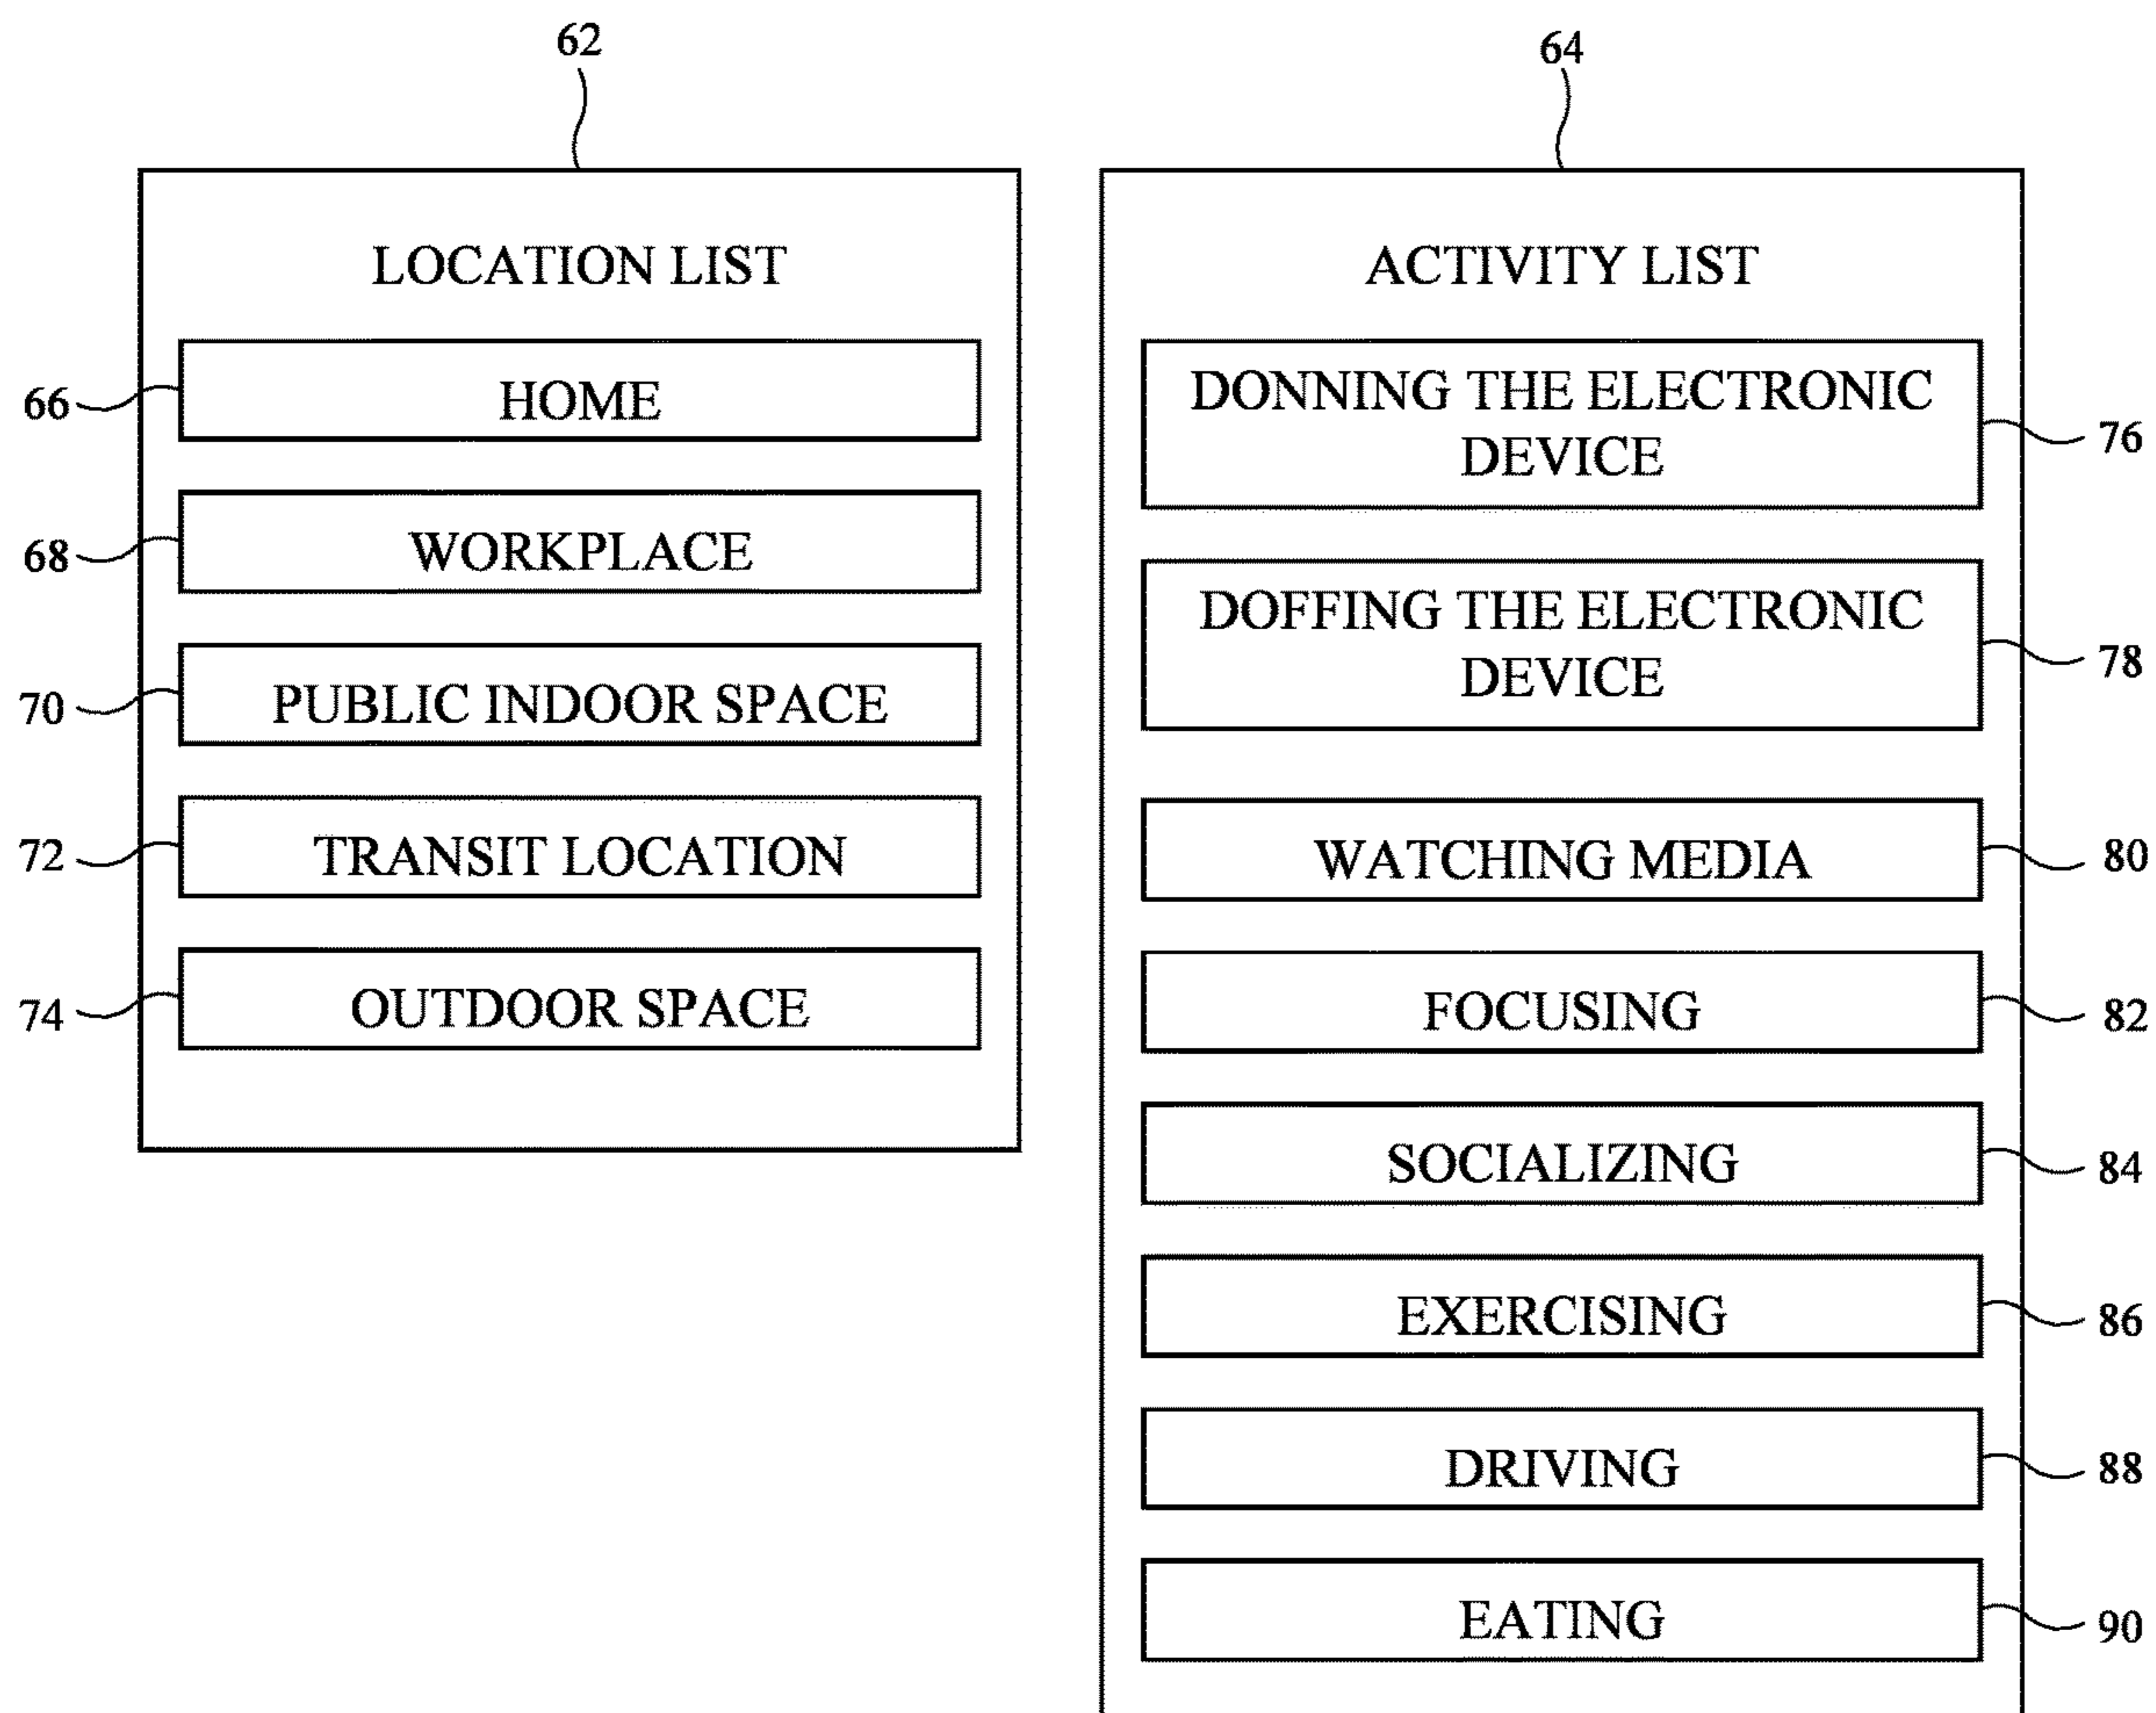 62
64
LOCATION LIST
66
HOME
68
WORKPLACE
70
PUBLIC INDOOR SPACE
72
TRANSIT LOCATION
74
OUTDOOR SPACE
ACTIVITY LIST
DONNING THE ELECTRONIC
DEVICE
76
DOFFING THE ELECTRONIC
DEVICE
78
WATCHING MEDIA
80
FOCUSING
82
SOCIALIZING
84
EXERCISING
86
DRIVING
88
EATING
90